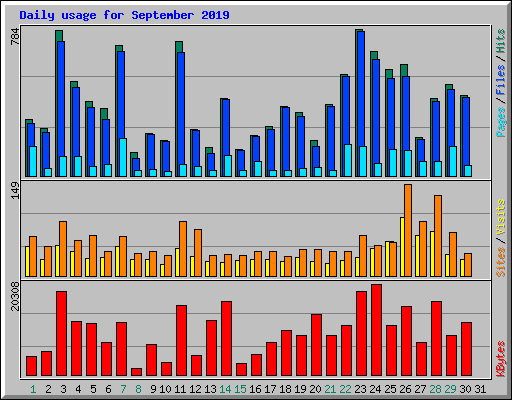 Daily usage for September 2019
784
Pages / Files / Hits
149
Sites / Visits
20308
KBytes
1 2 3 4 5 6 7 8 9 10 11 12 13 14 15 16 17 18 19 20 21 22 23 24 25 26 27 28 29 30 31